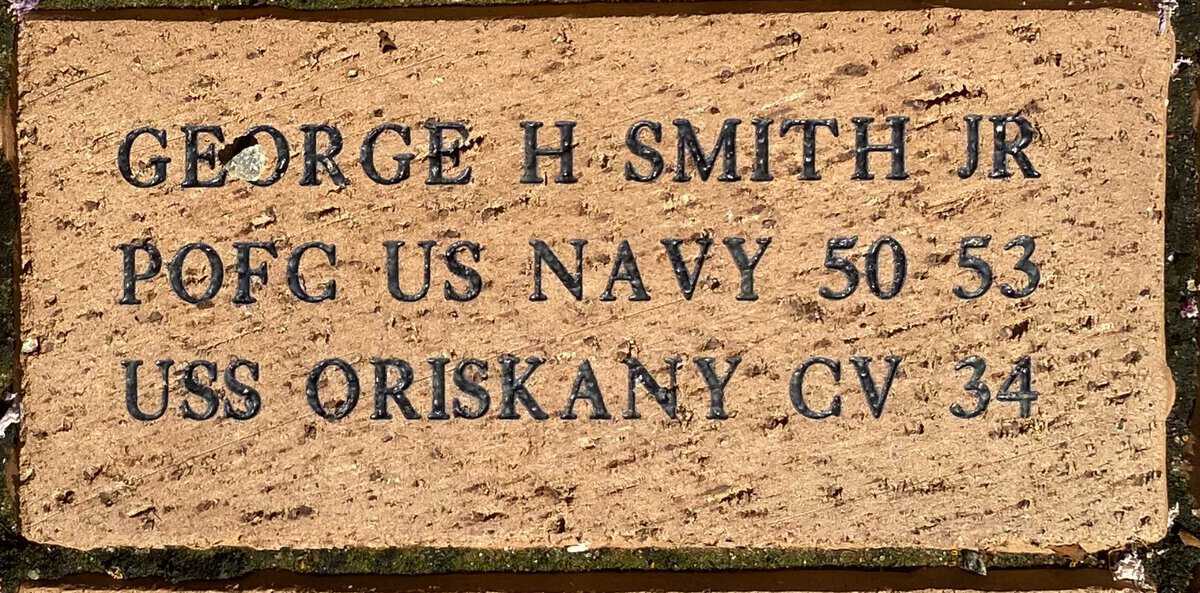 GEORGE H SMITH JR
POFC US NAVY 50 53
USS ORISKANY CV 34